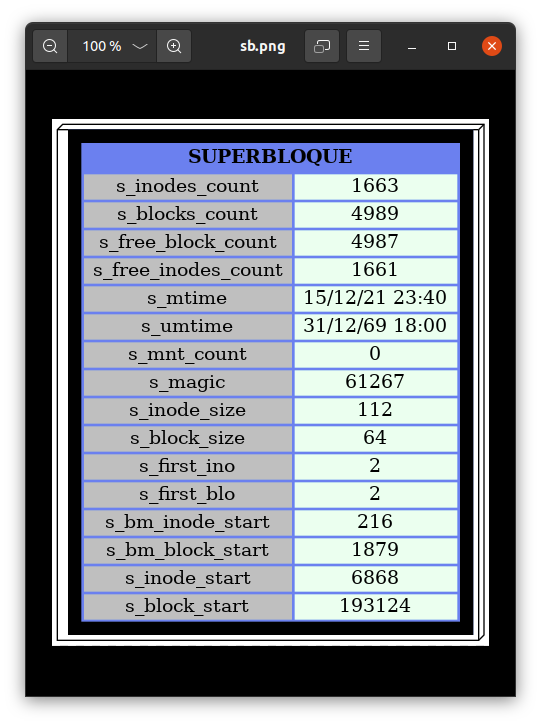 100 % sb.png
SUPERBLOQUE
s_inodes_count 1663
s_blocks_count 4989
s_free_block_count 4987
s_free_inodes_count 1661
s_mtime 15/12/21 23:40
s_umtime 31/12/69 18:00
s_mnt_count 0
s_magic 61267
s_inode_size 112
s_block_size 64
s_first_ino 2
s_first_blo 2
s_bm_inode_start 216
s_bm_block_start 1879
s_inode_start 6868
s_block_start 193124